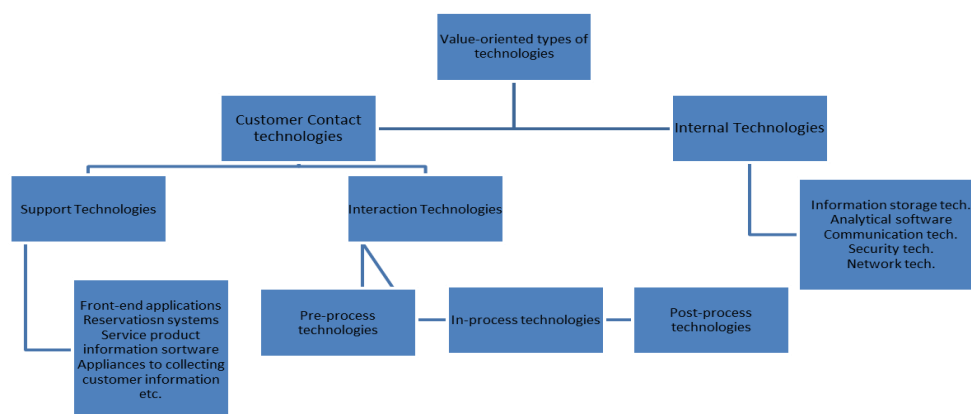 Value-oriented types of
technologies
Customer Contact
technologies
Internal Technologies
Support Technologies
Interaction Technologies
Information storage tech.
Analytical software
Communication tech.
Security tech.
Network tech.
Front-end applications
Reservatiosn systems
Service product
information sortware
Appliances to collecting
customer information
etc.
Pre-process
technologies
In-process technologies
Post-process
technologies